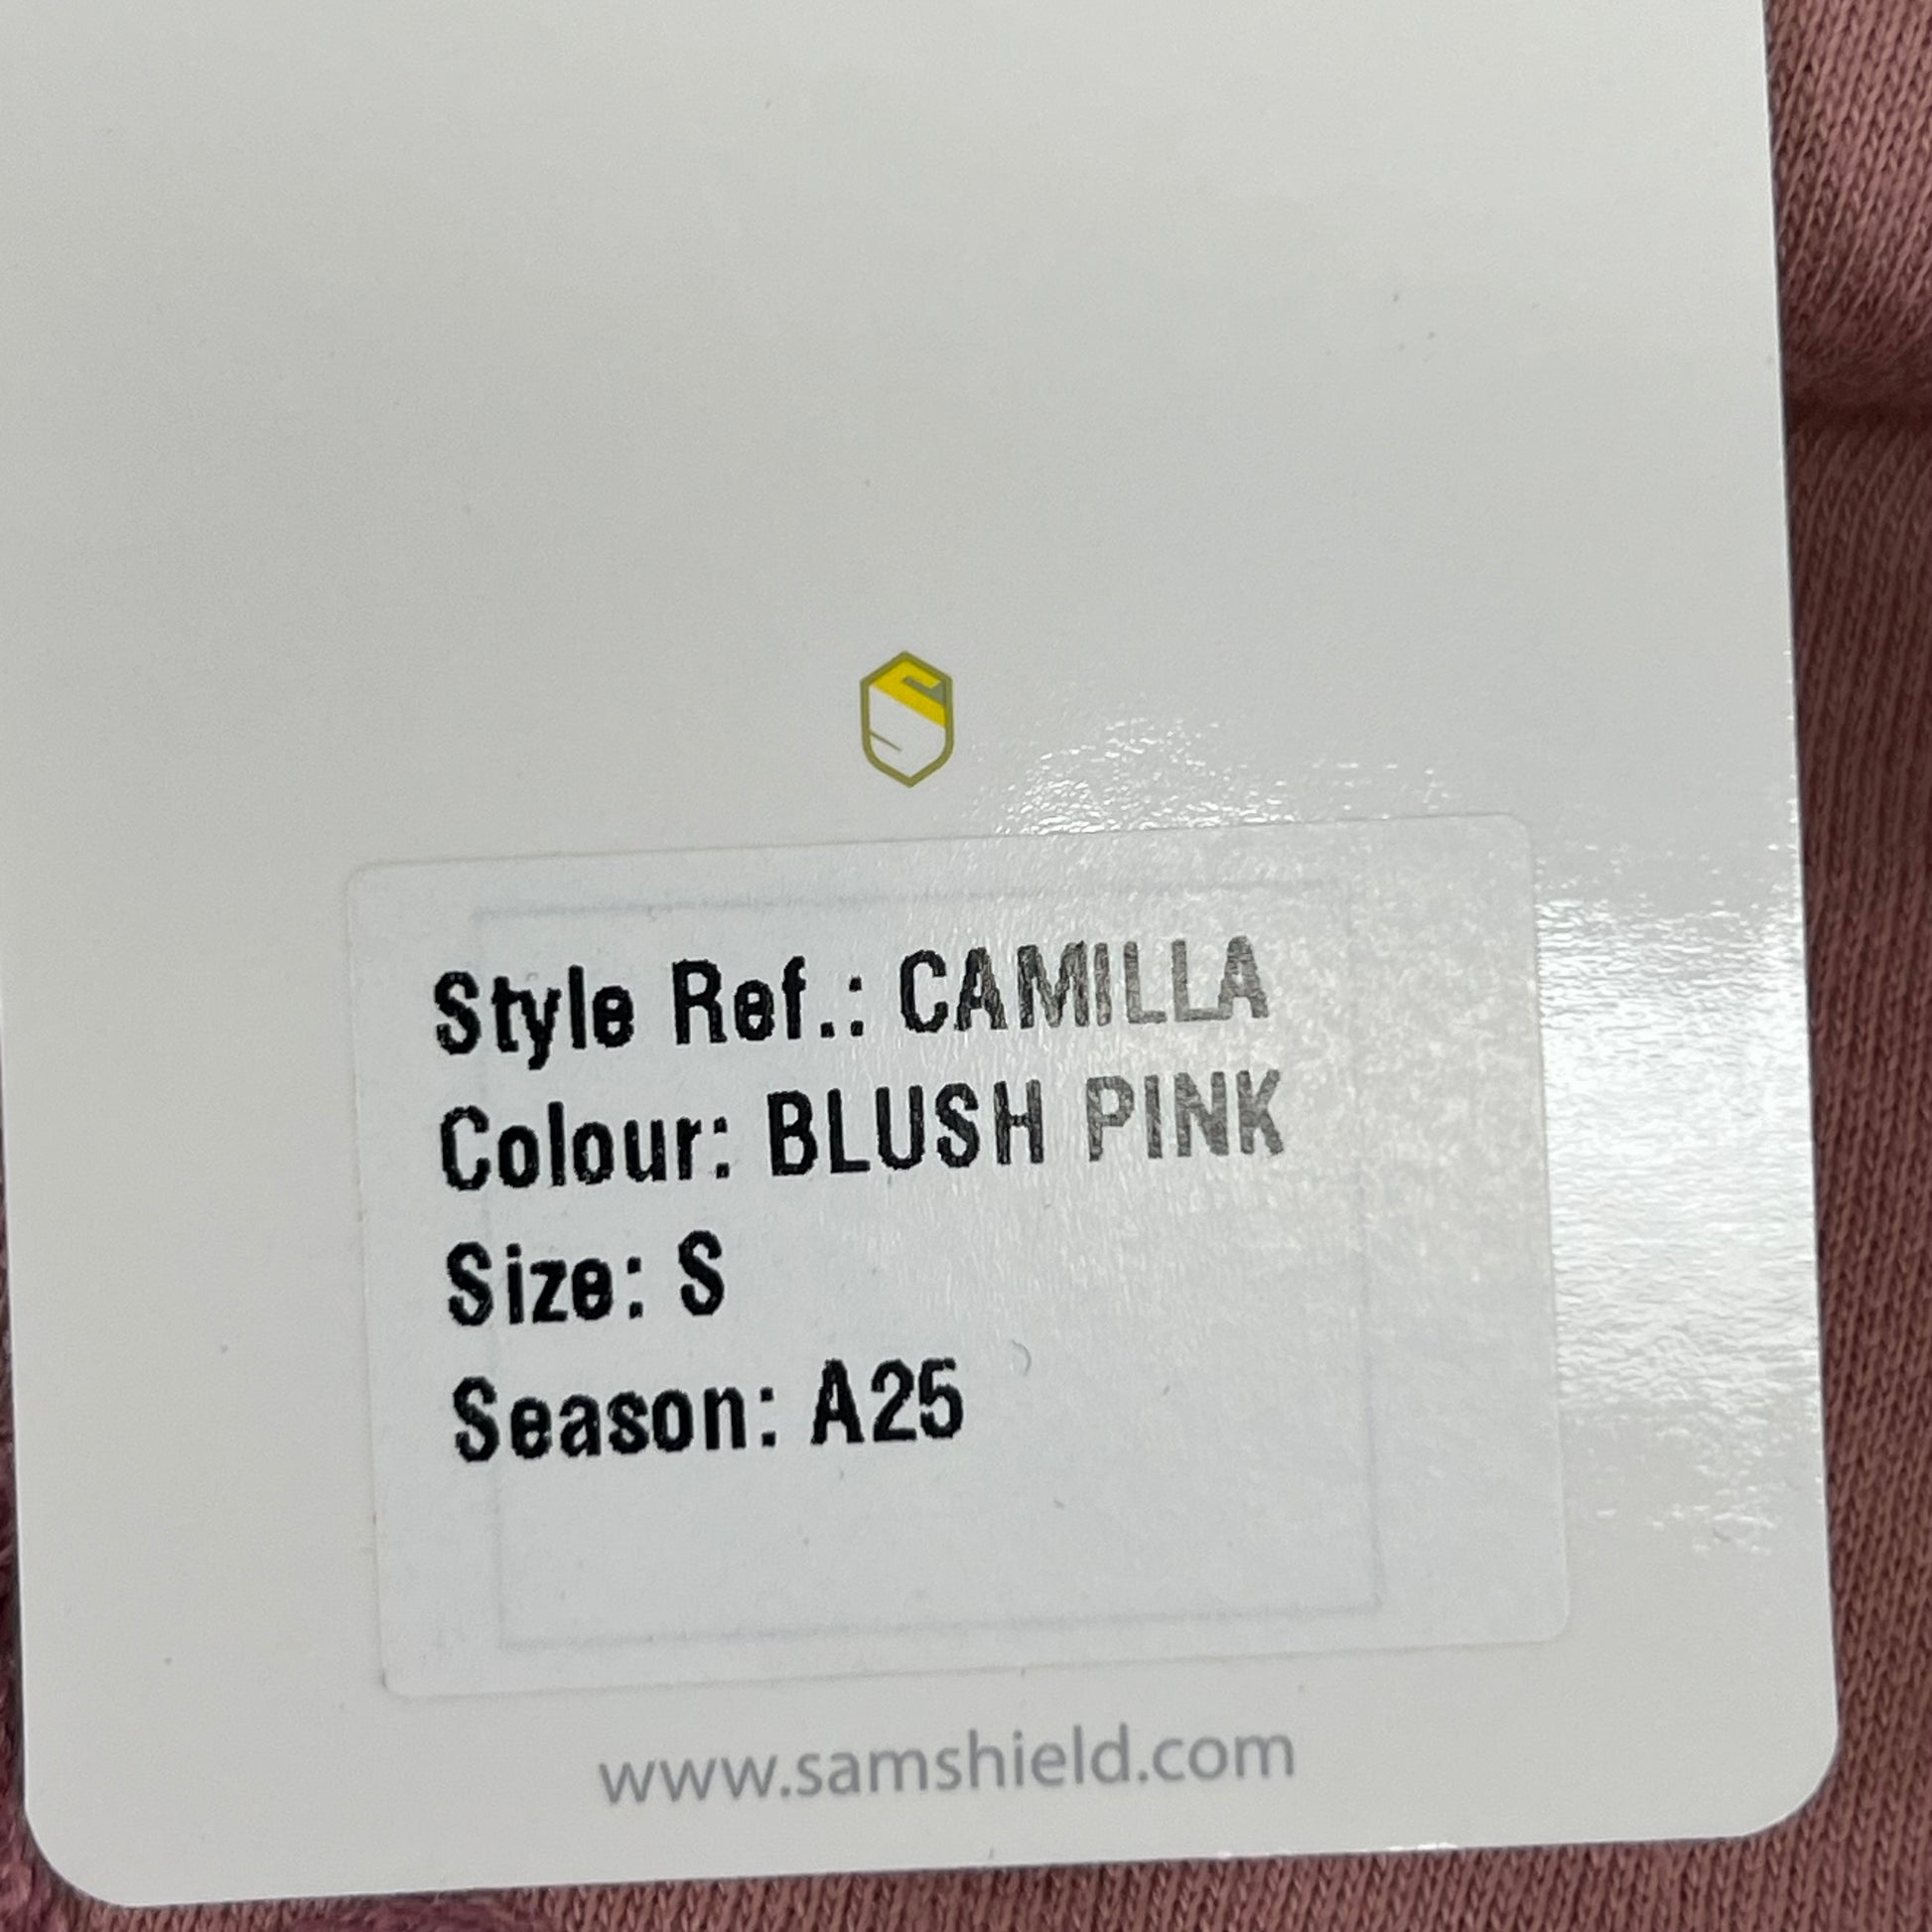 Style Ref.: CAMILLA
Colour: BLUSH PINK
Size: S
Season: A25
www.samshield.com